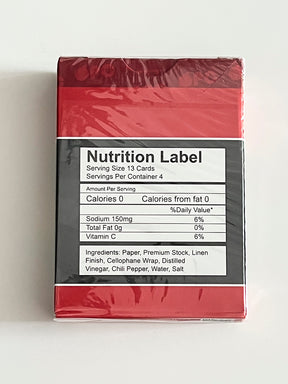 Nutrition Label
Serving Size 13 Cards
Servings Per Container 4
Amount Per Serving
Calories 0 Calories from fat 0
%Daily Value*
Sodium 150mg 6%
Total Fat 0g 0%
Vitamin C 6%
Ingredients: Paper, Premium Stock, Linen
Finish, Cellophane Wrap, Distilled
Vinegar, Chili Pepper, Water, Salt